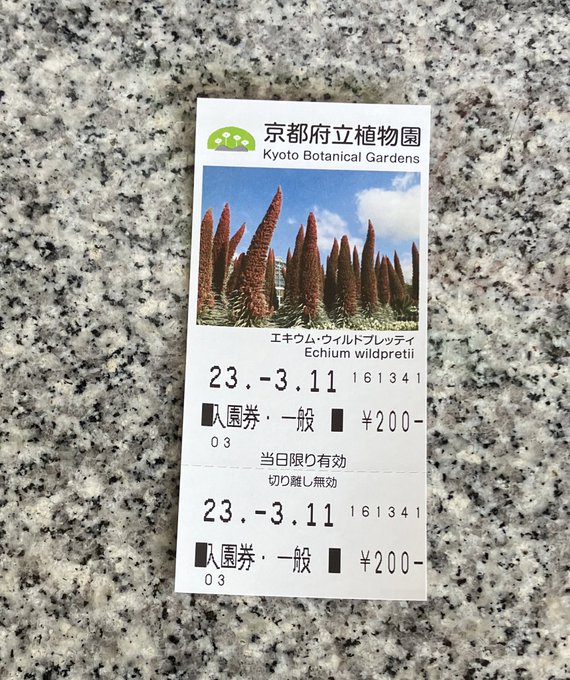 京都府立植物園
Kyoto Botanical Gardens
エキウム・ウィルドプレッティ
Echium wildpretii
23.-3.11 161341
入園券・一般 ¥200-
03
当日限り有効
切り離し無効
23.-3.11 161341
入園券・一般 ¥200-
03